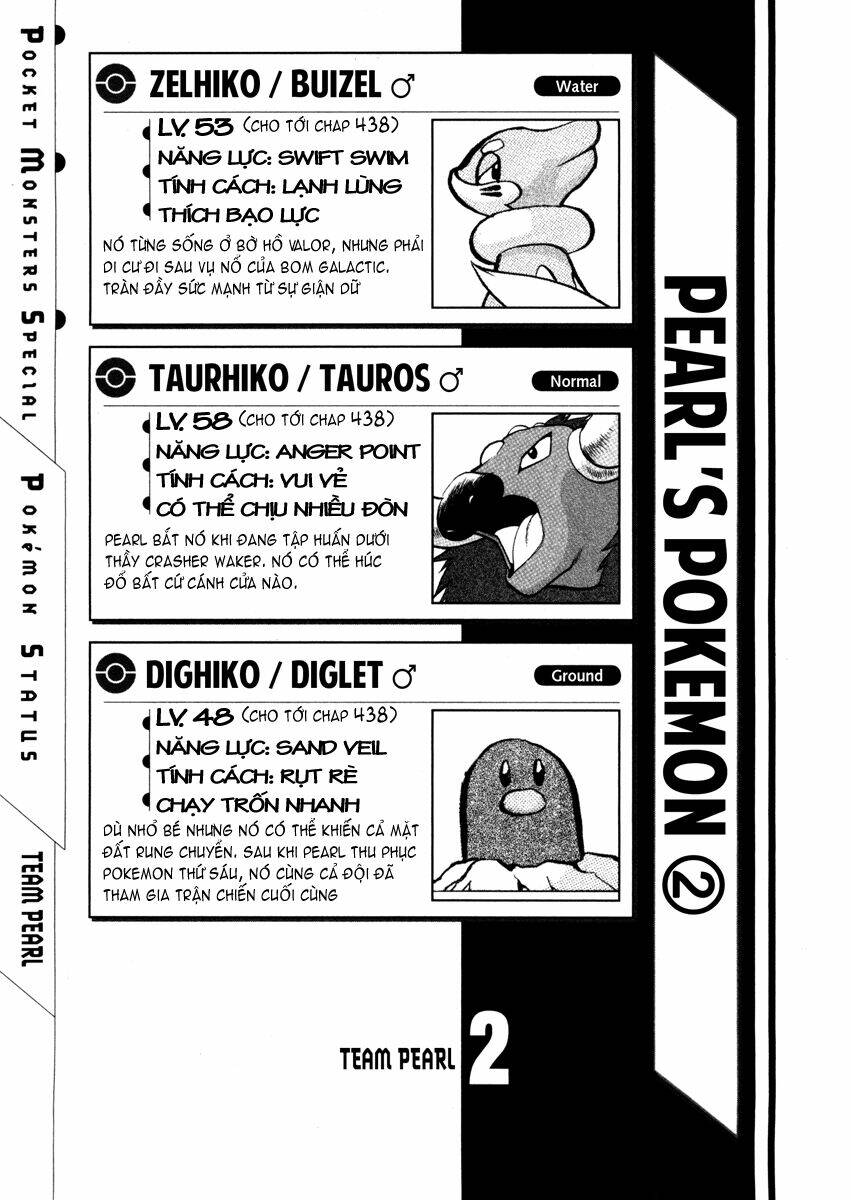 POCKET MONSTERS SPECIAL
POKéMON STATUS
TEAM PEARL
ZELHIKO / BUIZEL ♂
Water
LV. 53 (CHO TỚI CHAP 438)
NĂNG LỰC: SWIFT SWIM
TÍNH CÁCH: LẠNH LÙNG
THÍCH BẠO LỰC
NÓ TỪNG SỐNG Ở BỜ HỒ VALOR, NHƯNG PHẢI
DI CƯ ĐI SAU VỤ NỔ CỦA BOM GALACTIC.
TRÀN ĐẦY SỨC MẠNH TỪ SỰ GIẬN DỮ
TAURHIKO / TAUROS ♂
Normal
LV. 58 (CHO TỚI CHAP 438)
NĂNG LỰC: ANGER POINT
TÍNH CÁCH: VUI VẺ
CÓ THỂ CHỊU NHIỀU ĐÒN
PEARL BẮT NÓ KHI ĐANG TẬP HUẤN DƯỚI
THẦY CRASHER WAKER. NÓ CÓ THỂ HÚC
ĐỔ BẤT CỨ CÁNH CỬA NÀO.
DIGHIKO / DIGLET ♂
Ground
LV. 48 (CHO TỚI CHAP 438)
NĂNG LỰC: SAND VEIL
TÍNH CÁCH: RỤT RÈ
CHẠY TRỐN NHANH
DÙ NHỎ BÉ NHƯNG NÓ CÓ THỂ KHIẾN CẢ MẶT
ĐẤT RUNG CHUYỂN. SAU KHI PEARL THU PHỤC
POKEMON THỨ SÁU, NÓ CÙNG CẢ ĐỘI ĐÃ
THAM GIA TRẬN CHIẾN CUỐI CÙNG
PEARL'S POKEMON ②
TEAM PEARL 2